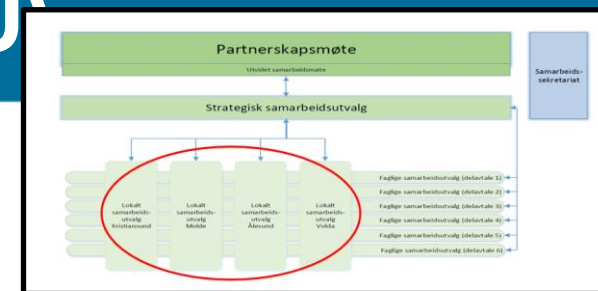 Partnerskapsmøte
Utvidet samarbeidsmøte
Samarbeids-
sekretariat
Strategisk samarbeidsutvalg
Lokalt
samarbeids-
utvalg
Kristiansund
Lokalt
samarbeids-
utvalg
Molde
Lokalt
samarbeids-
utvalg
Ålesund
Lokalt
samarbeids-
utvalg
Volda
Faglige samarbeidsutvalg (delavtale 1)
Faglige samarbeidsutvalg (delavtale 2)
Faglige samarbeidsutvalg (delavtale 3)
Faglige samarbeidsutvalg (delavtale 4)
Faglige samarbeidsutvalg (delavtale 5)
Faglige samarbeidsutvalg (delavtale 6)